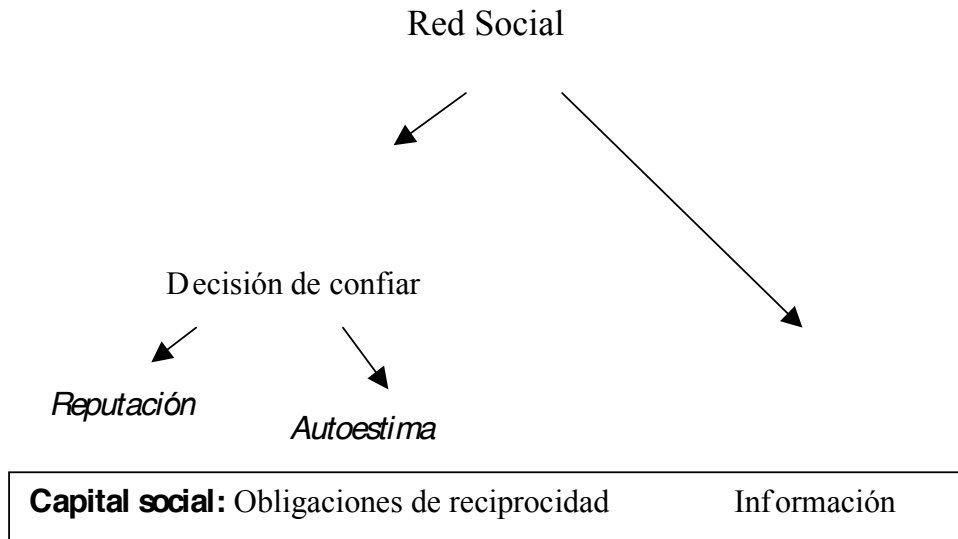 Red Social
Decisión de confiar
Reputación
Autoestima
Capital social: Obligaciones de reciprocidad Información